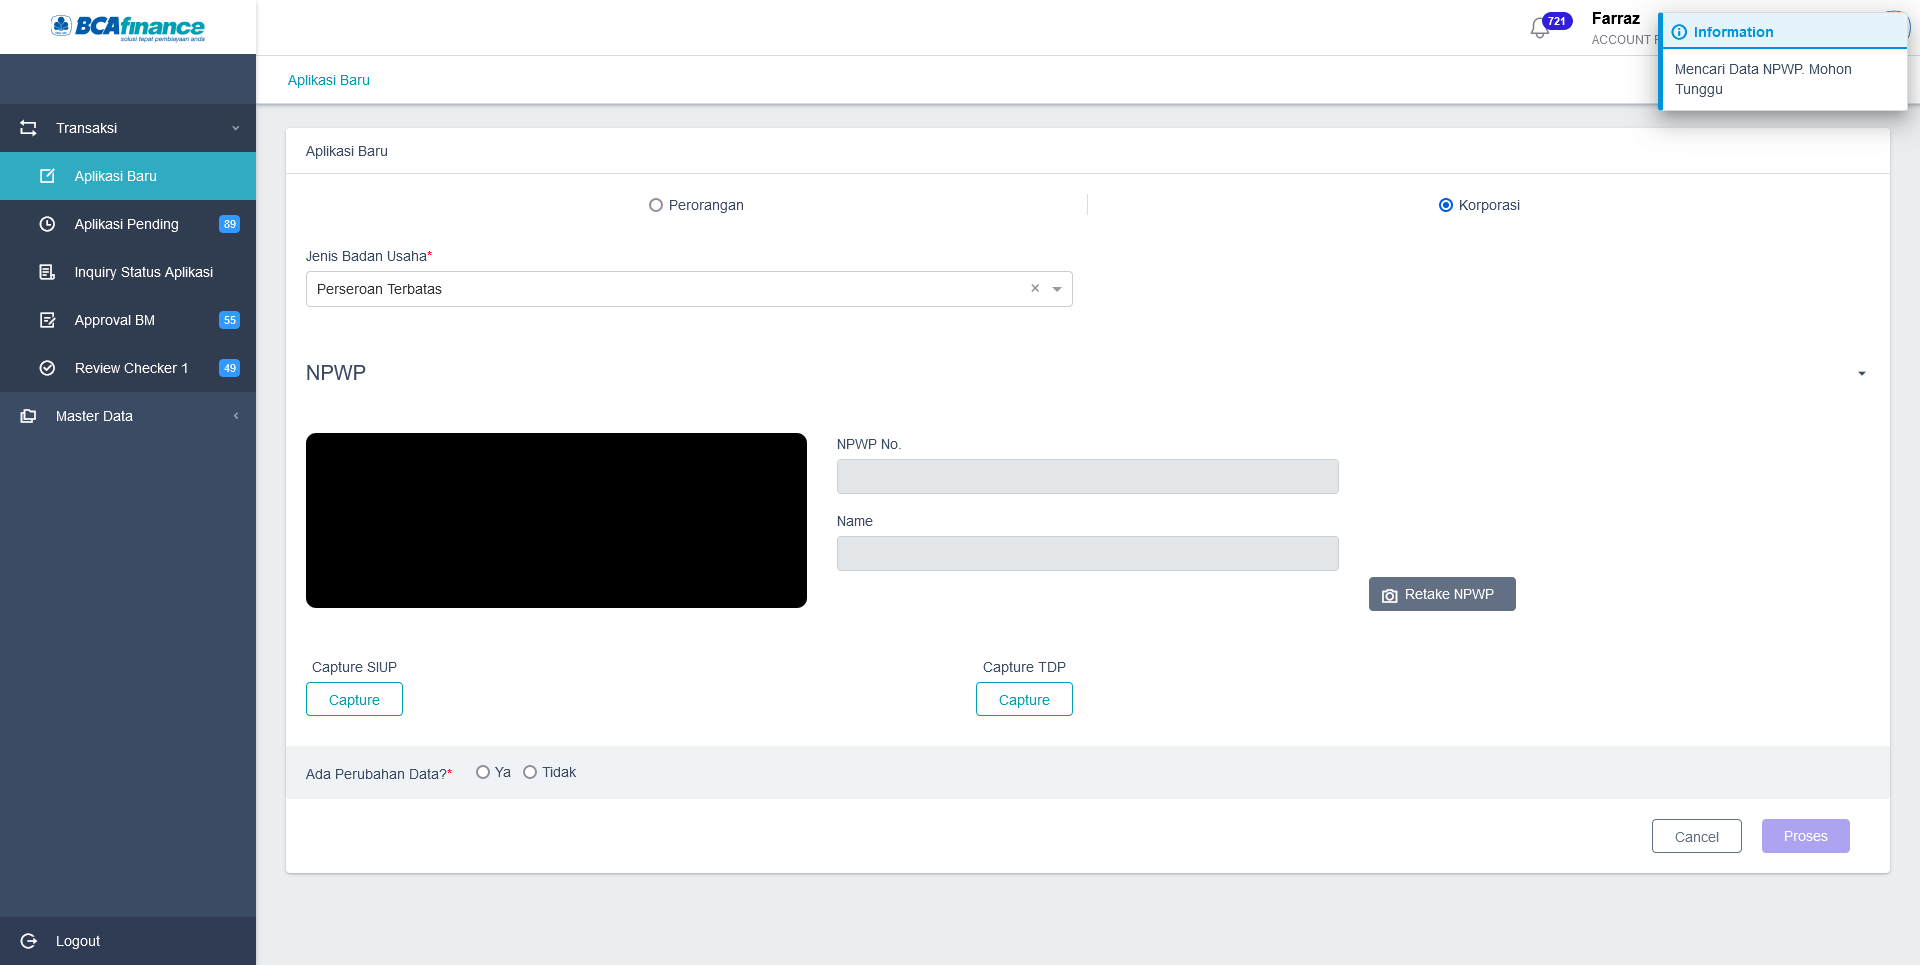 BCAfinance
solusi tepat pembiayaan anda
721
Farraz
ACCOUNT
Information
Mencari Data NPWP. Mohon
Tunggu
Aplikasi Baru
Transaksi
Aplikasi Baru
Aplikasi Pending 89
Inquiry Status Aplikasi
Approval BM 55
Review Checker 1 49
Master Data
Logout
Aplikasi Baru
Perorangan
Korporasi
Jenis Badan Usaha*
Perseroan Terbatas
NPWP
NPWP No.
Name
Retake NPWP
Capture SIUP
Capture
Capture TDP
Capture
Ada Perubahan Data?* Ya Tidak
Cancel
Proses